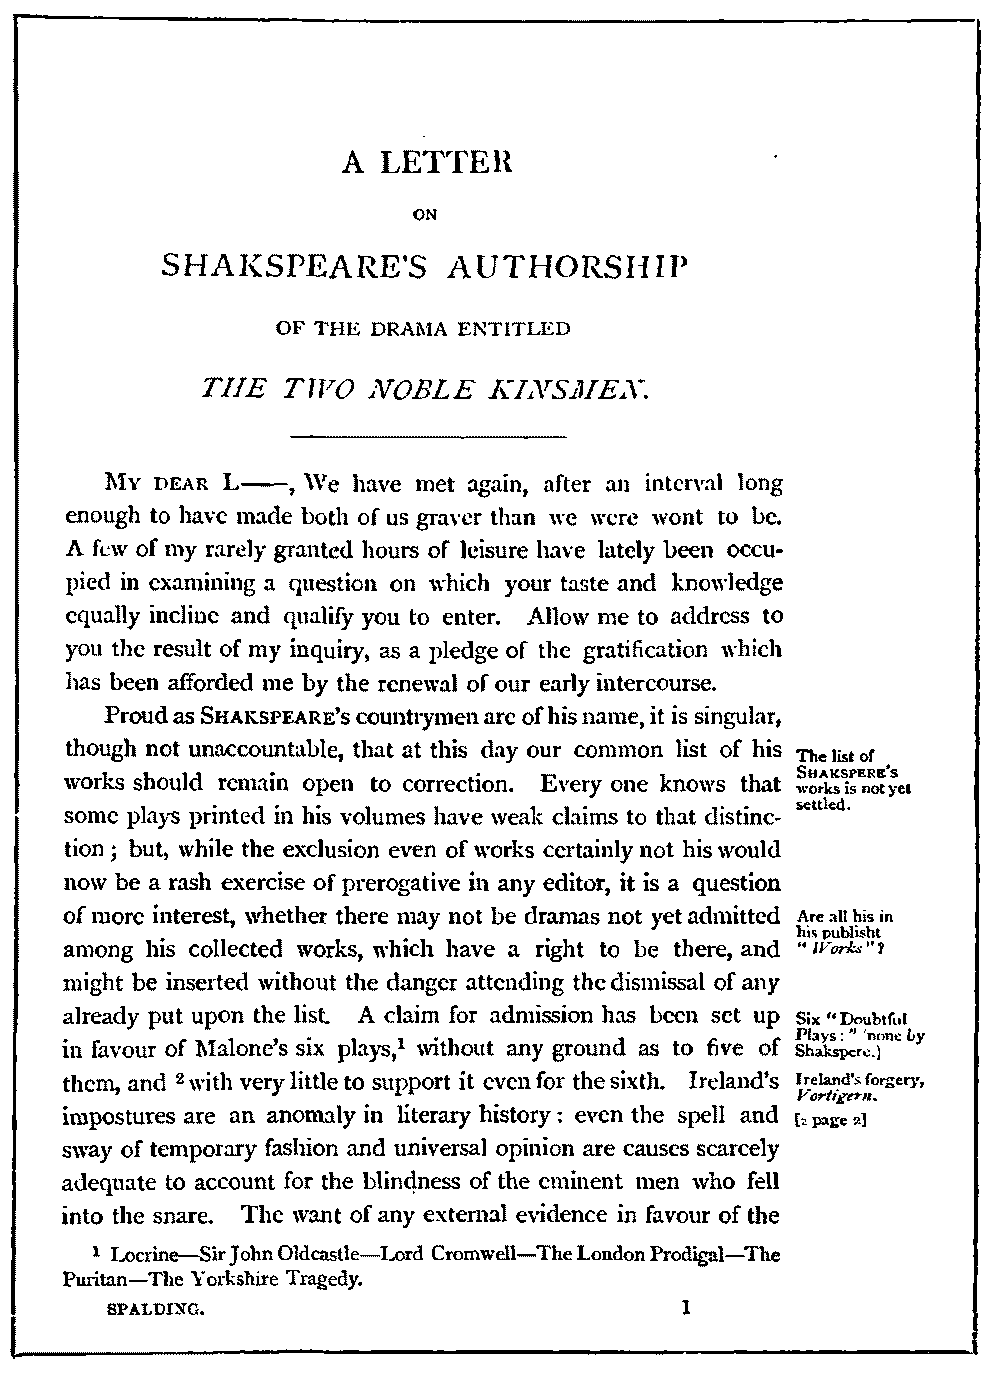 A LETTER
ON
SHAKSPEARE'S AUTHORSHIP
OF THE DRAMA ENTITLED
THE TWO NOBLE KINSMEN.
MY DEAR L——, We have met again, after an interval long
enough to have made both of us graver than we were wont to be.
A few of my rarely granted hours of leisure have lately been occu-
pied in examining a question on which your taste and knowledge
equally incline and qualify you to enter. Allow me to address to
you the result of my inquiry, as a pledge of the gratification which
has been afforded me by the renewal of our early intercourse.
Proud as SHAKSPEARE's countrymen are of his name, it is singular,
though not unaccountable, that at this day our common list of his
works should remain open to correction. Every one knows that
some plays printed in his volumes have weak claims to that distinc-
tion; but, while the exclusion even of works certainly not his would
now be a rash exercise of prerogative in any editor, it is a question
of more interest, whether there may not be dramas not yet admitted
among his collected works, which have a right to be there, and
might be inserted without the danger attending the dismissal of any
already put upon the list. A claim for admission has been set up
in favour of Malone's six plays,¹ without any ground as to five of
them, and ² with very little to support it even for the sixth. Ireland's
impostures are an anomaly in literary history: even the spell and
sway of temporary fashion and universal opinion are causes scarcely
adequate to account for the blindness of the eminent men who fell
into the snare. The want of any external evidence in favour of the
The list of
SHAKSPERE'S
works is not yet
settled.
Are all his in
his publisht
"Works"?
Six "Doubtful
Plays:" (none by
Shakspere.)
Ireland's forgery,
Vortigern.
[2 page 2]
¹ Locrine—Sir John Oldcastle—Lord Cromwell—The London Prodigal—The
Puritan—The Yorkshire Tragedy.
SPALDING. 1